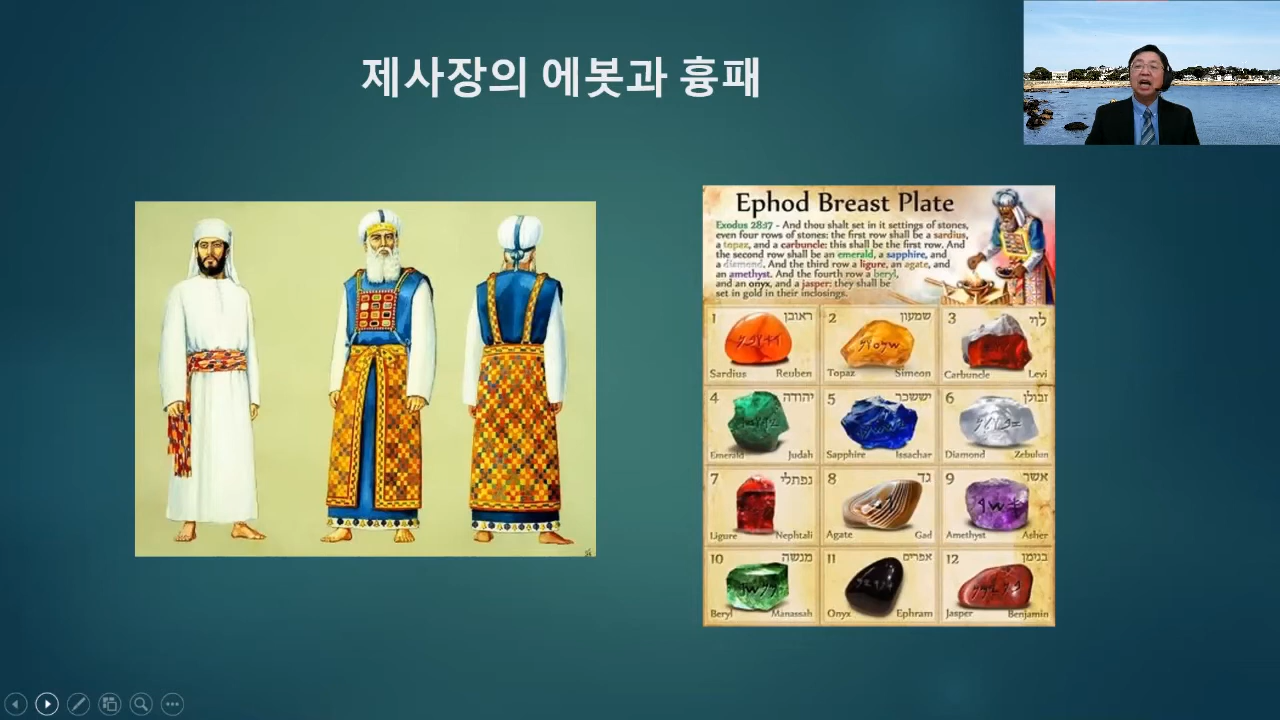 제사장의 에봇과 흉패
Ephod Breast Plate
Exodus 28:17 - And thou shalt set in it settings of stones,
even four rows of stones: the first row shall be a sardius,
a topaz, and a carbuncle: this shall be the first row. And
the second row shall be an emerald, a sapphire, and
a diamond. And the third row a ligure, an agate, and
an amethyst. And the fourth row a beryl,
and an onyx, and a jasper: they shall be
set in gold in their inclosings.
1 ראובן
Sardius Reuben
2 שמעון
Topaz Simeon
3 לוי
Carbuncle Levi
4 יהודה
Emerald Judah
5 יששכר
Sapphire Issachar
6 זבולן
Diamond Zebulun
7 נפתלי
Ligure Nephtali
8 גד
Agate Gad
9 אשר
Amethyst Asher
10 מנשה
Beryl Manassah
11 אפרים
Onyx Ephram
12 בנימן
Jasper Benjamin